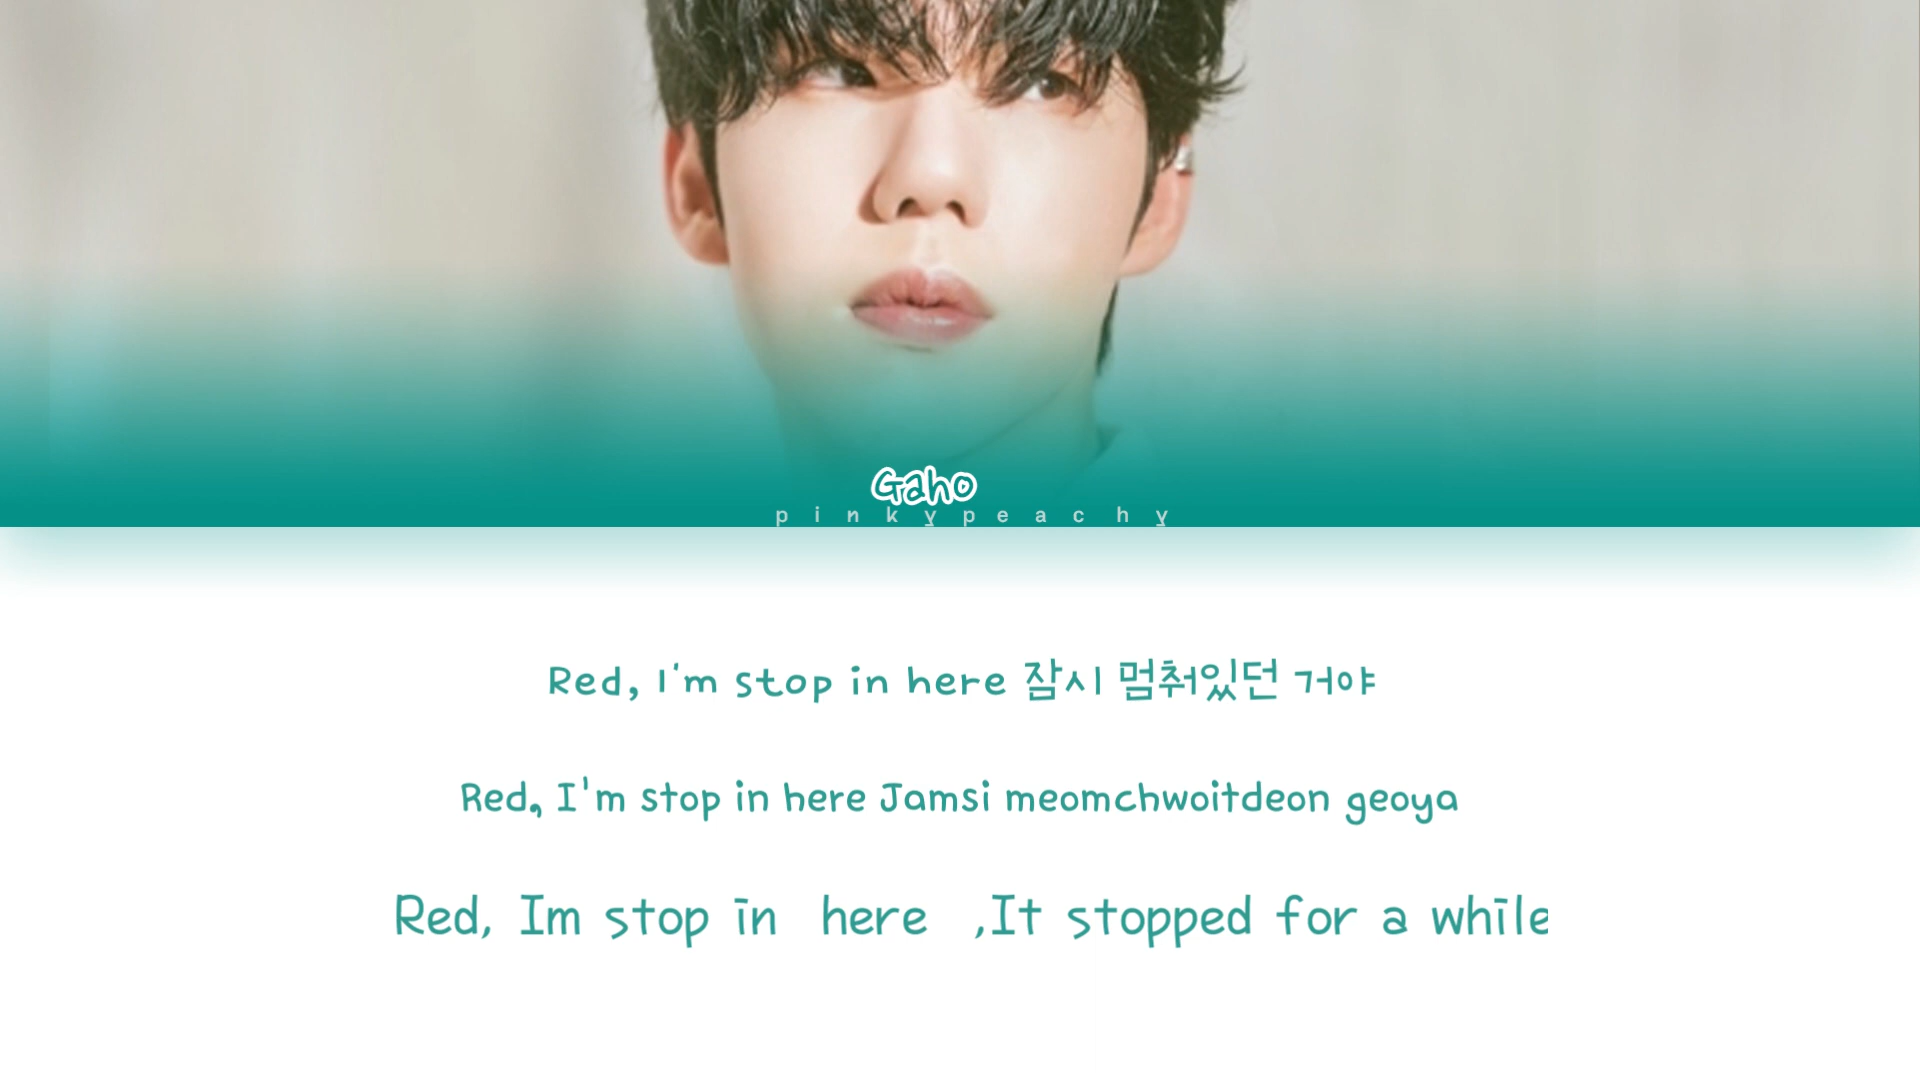 Gaho
pinkypeachy
Red, I'm stop in here 잠시 멈춰있던 거야
Red, I'm stop in here Jamsi meomchwoitdeon geoya
Red, Im stop in here ,It stopped for a while